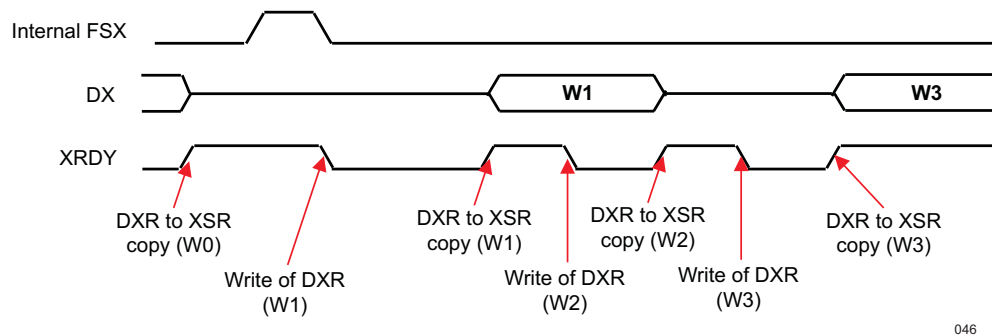 Internal FSX
DX
W1
W3
XRDY
DXR to XSR
copy (W0)
Write of DXR
(W1)
DXR to XSR
copy (W1)
Write of DXR
(W2)
DXR to XSR
copy (W2)
Write of DXR
(W3)
DXR to XSR
copy (W3)
046